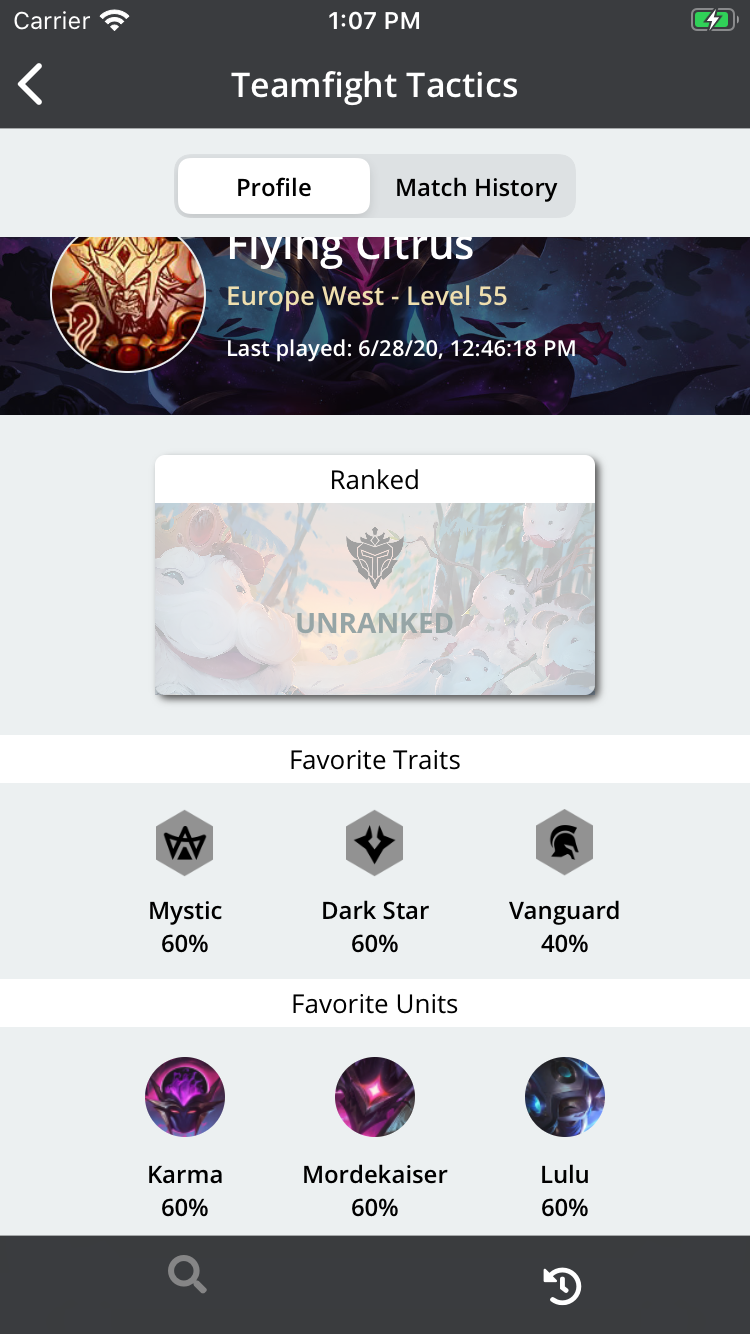 Carrier 1:07 PM
Teamfight Tactics
Profile Match History
Flying Citrus
Europe West - Level 55
Last played: 6/28/20, 12:46:18 PM
Ranked
UNRANKED
Favorite Traits
Mystic Dark Star Vanguard
60% 60% 40%
Favorite Units
Karma Mordekaiser Lulu
60% 60% 60%